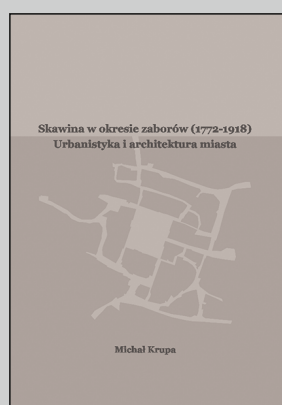 Skawina w okresie zaborów (1772-1918)
Urbanistyka i architektura miasta
Michał Krupa